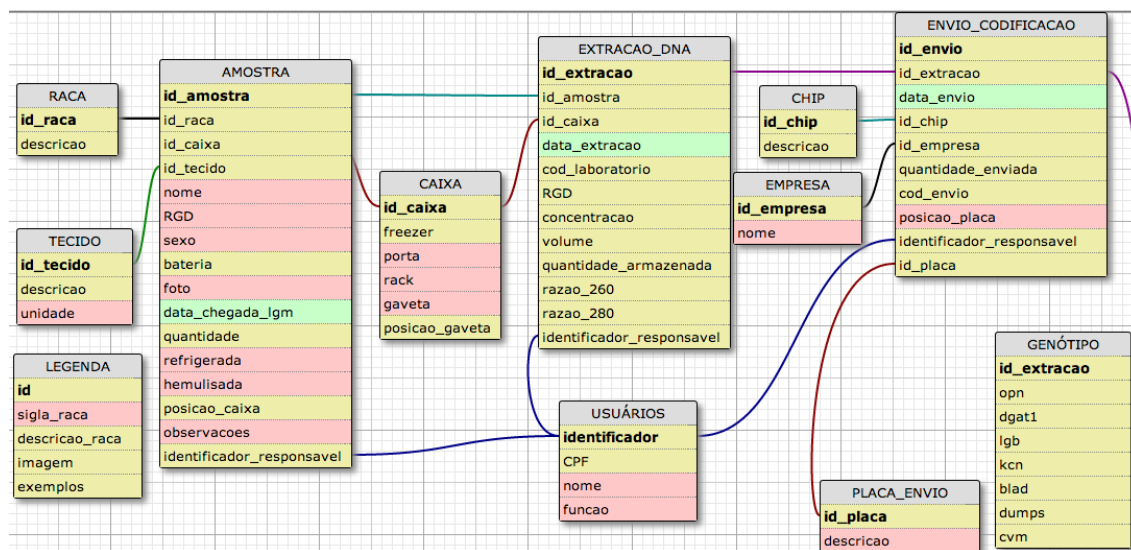 RACA
id_raca
descricao
TECIDO
id_tecido
descricao
unidade
LEGENDA
id
sigla_raca
descricao_raca
imagem
exemplos
AMOSTRA
id_amostra
id_raca
id_caixa
id_tecido
nome
RGD
sexo
bateria
foto
data_chegada_lgm
quantidade
refrigerada
hemulisada
posicao_caixa
observacoes
identificador_responsavel
CAIXA
id_caixa
freezer
porta
rack
gaveta
posicao_gaveta
EXTRACAO_DNA
id_extracao
id_amostra
id_caixa
data_extracao
cod_laboratorio
RGD
concentracao
volume
quantidade_armazenada
razao_260
razao_280
identificador_responsavel
USUÁRIOS
identificador
CPF
nome
funcao
CHIP
id_chip
descricao
EMPRESA
id_empresa
nome
ENVIO_CODIFICACAO
id_envio
id_extracao
data_envio
id_chip
id_empresa
quantidade_enviada
cod_envio
posicao_placa
identificador_responsavel
id_placa
PLACA_ENVIO
id_placa
descricao
GENÓTIPO
id_extracao
opn
dgat1
lgb
kcn
blad
dumps
cvm